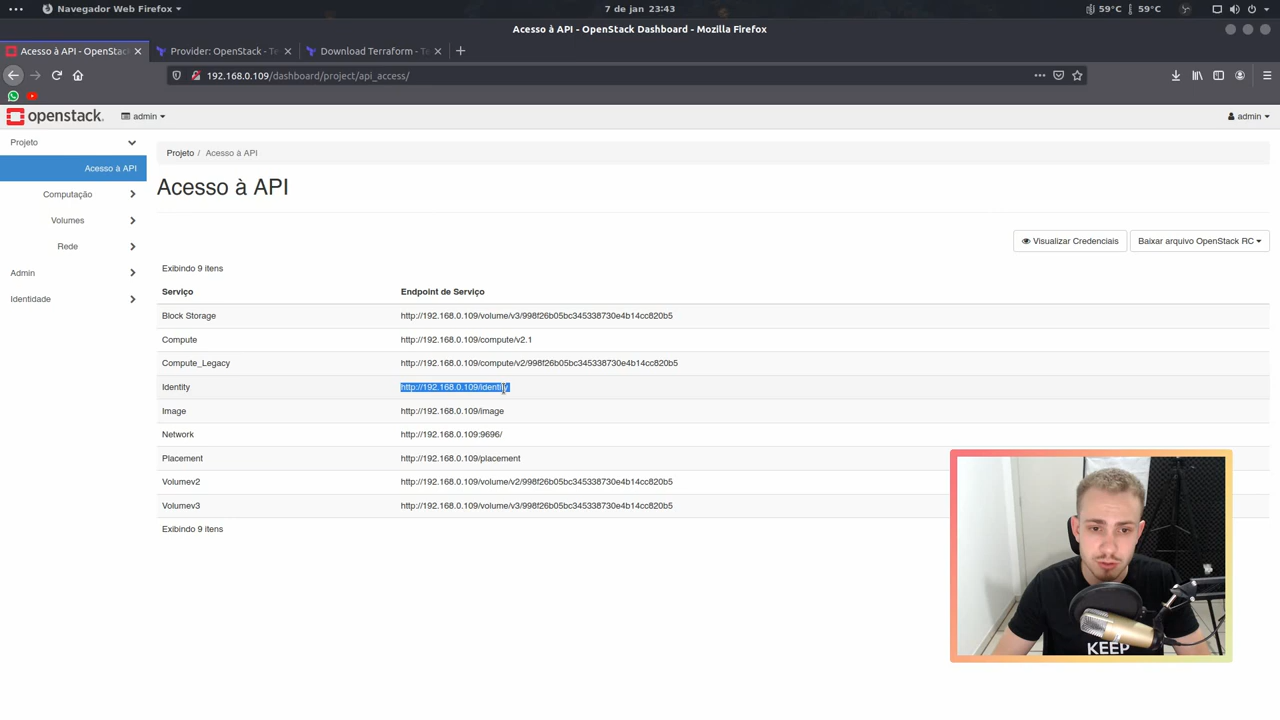 Navegador Web Firefox
7 de jan 23:43
59°C 59°C
Acesso à API - OpenStack Dashboard - Mozilla Firefox
Acesso à API - OpenStac
Provider: OpenStack - Te
Download Terraform - Te
192.168.0.109/dashboard/project/api_access/
openstack.
admin
admin
Projeto
Acesso à API
Computação
Volumes
Rede
Admin
Identidade
Projeto / Acesso à API
Acesso à API
Visualizar Credenciais
Baixar arquivo OpenStack RC
Exibindo 9 itens
Serviço Endpoint de Serviço
Block Storage http://192.168.0.109/volume/v3/998f26b05bc345338730e4b14cc820b5
Compute http://192.168.0.109/compute/v2.1
Compute_Legacy http://192.168.0.109/compute/v2/998f26b05bc345338730e4b14cc820b5
Identity http://192.168.0.109/identity
Image http://192.168.0.109/image
Network http://192.168.0.109:9696/
Placement http://192.168.0.109/placement
Volumev2 http://192.168.0.109/volume/v2/998f26b05bc345338730e4b14cc820b5
Volumev3 http://192.168.0.109/volume/v3/998f26b05bc345338730e4b14cc820b5
Exibindo 9 itens
KEEP